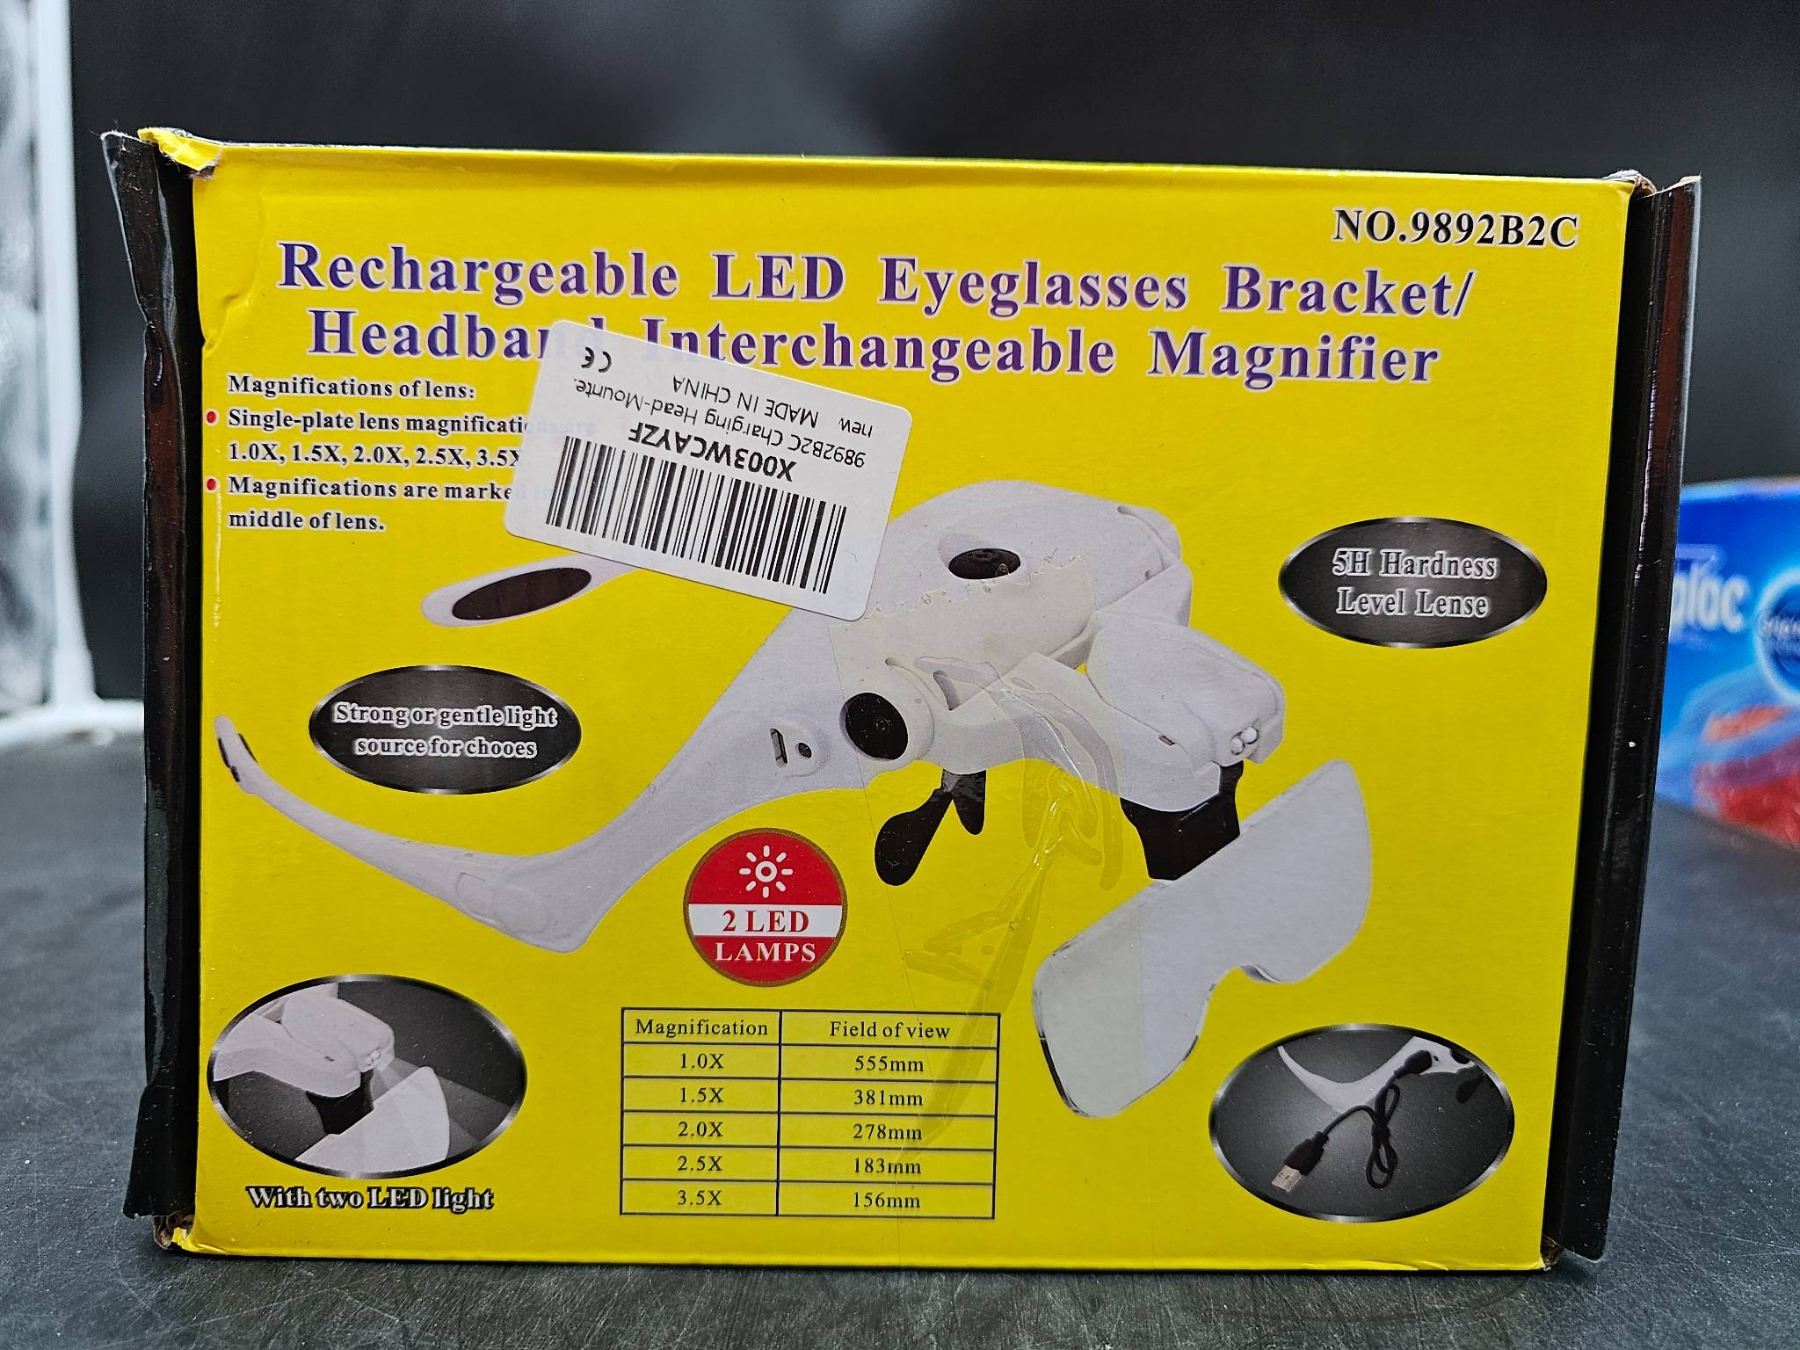 NO.9892B2C
Rechargeable LED Eyeglasses Bracket/
Headband Interchangeable Magnifier
Magnifications of lens:
Single-plate lens magnifications are
1.0X, 1.5X, 2.0X, 2.5X, 3.5X
Magnifications are marked in
middle of lens.
X003WCAYZF
9892B2C Charging Head-Mounte.
new
MADE IN CHINA
CE
5H Hardness
Level Lense
Strong or gentle light
source for chooes
2 LED
LAMPS
With two LED light
Magnification Field of view
1.0X 555mm
1.5X 381mm
2.0X 278mm
2.5X 183mm
3.5X 156mm